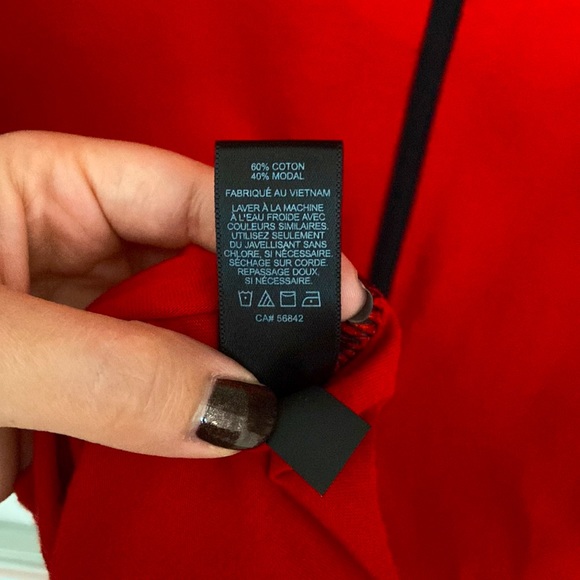 60% COTON
40% MODAL
FABRIQUÉ AU VIETNAM
LAVER À LA MACHINE
À L'EAU FROIDE AVEC
COULEURS SIMILAIRES.
UTILISEZ SEULEMENT
DU JAVELLISANT SANS
CHLORE, SI NÉCESSAIRE.
SÉCHAGE SUR CORDE.
REPASSAGE DOUX,
SI NÉCESSAIRE.
CA# 56842